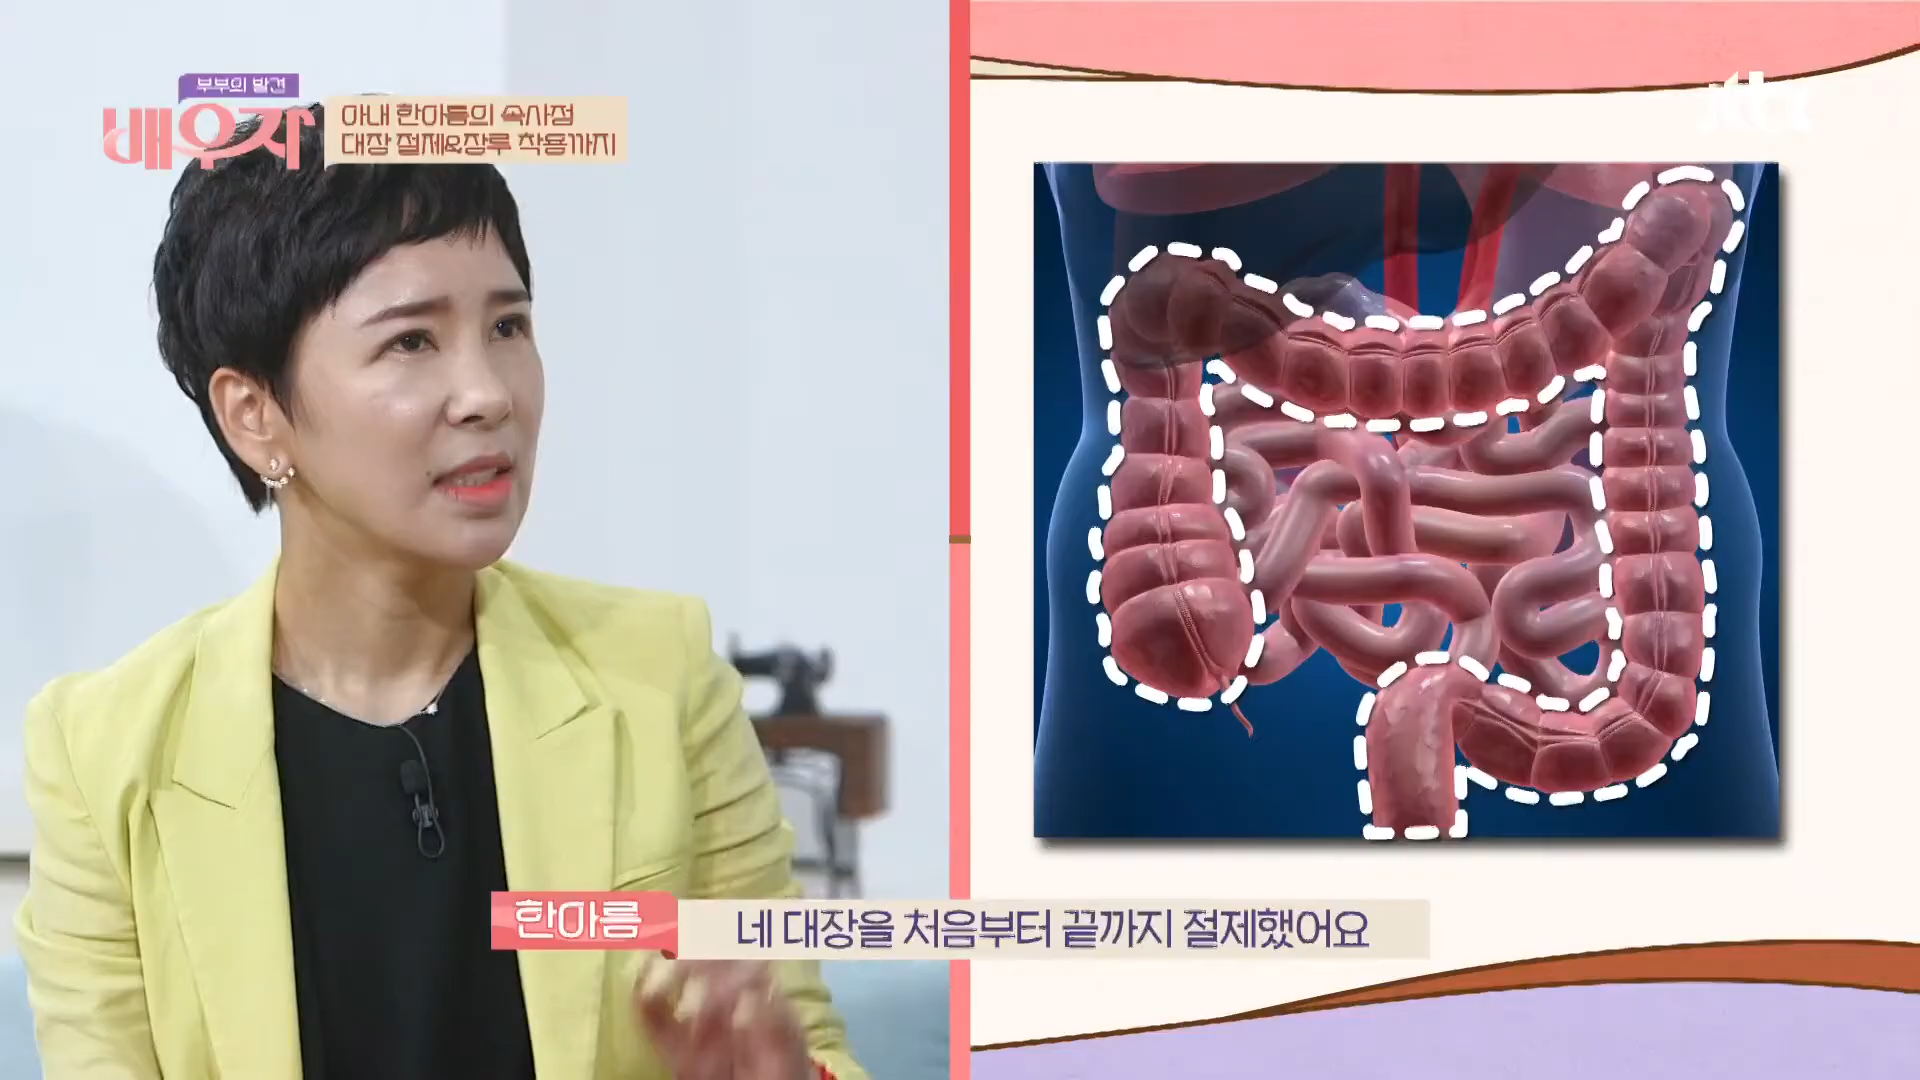 부부의 발견
배우자
아내 한아름의 속사정
대장 절제&장루 착용까지
jtbc
한아름
네 대장을 처음부터 끝까지 절제했어요